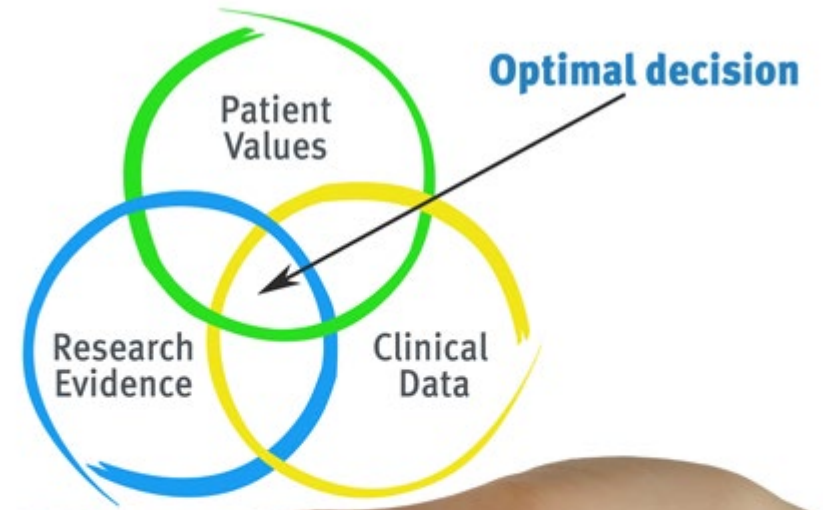 Optimal decision
Patient
Values
Research
Evidence
Clinical
Data